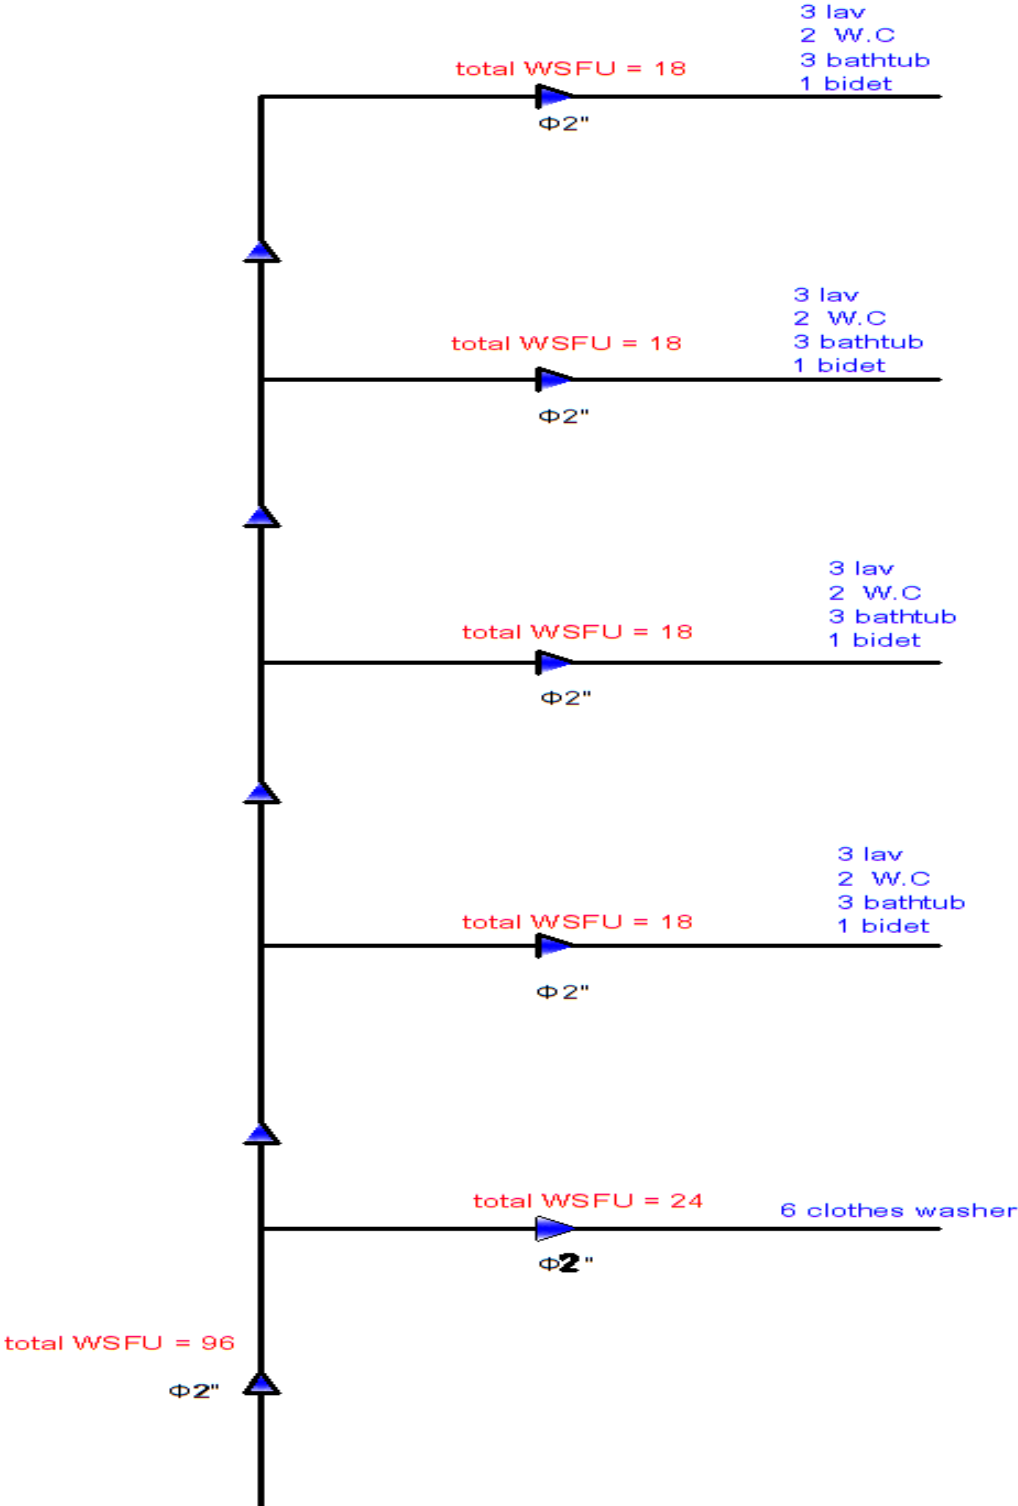 3 lav
2 W.C
3 bathtub
1 bidet
total WSFU = 18
Φ2"
3 lav
2 W.C
3 bathtub
1 bidet
total WSFU = 18
Φ2"
3 lav
2 W.C
3 bathtub
1 bidet
total WSFU = 18
Φ2"
3 lav
2 W.C
3 bathtub
1 bidet
total WSFU = 18
Φ2"
total WSFU = 24
6 clothes washer
Φ2"
total WSFU = 96
Φ2"